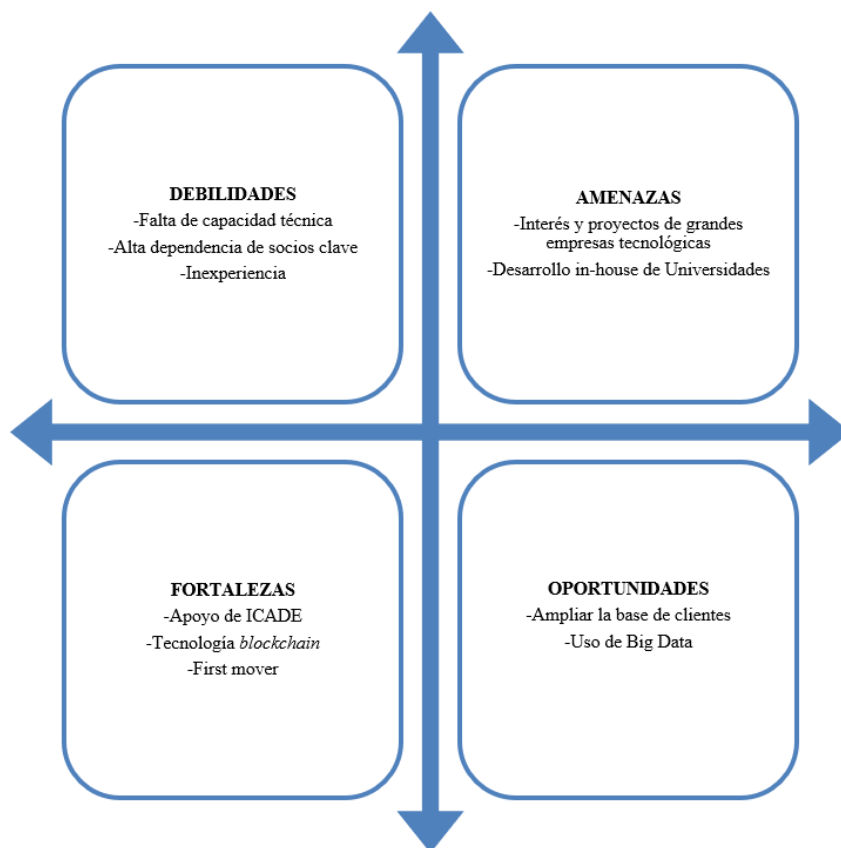 DEBILIDADES
-Falta de capacidad técnica
-Alta dependencia de socios clave
-Inexperiencia
AMENAZAS
-Interés y proyectos de grandes
empresas tecnológicas
-Desarrollo in-house de Universidades
FORTALEZAS
-Apoyo de ICADE
-Tecnología blockchain
-First mover
OPORTUNIDADES
-Ampliar la base de clientes
-Uso de Big Data